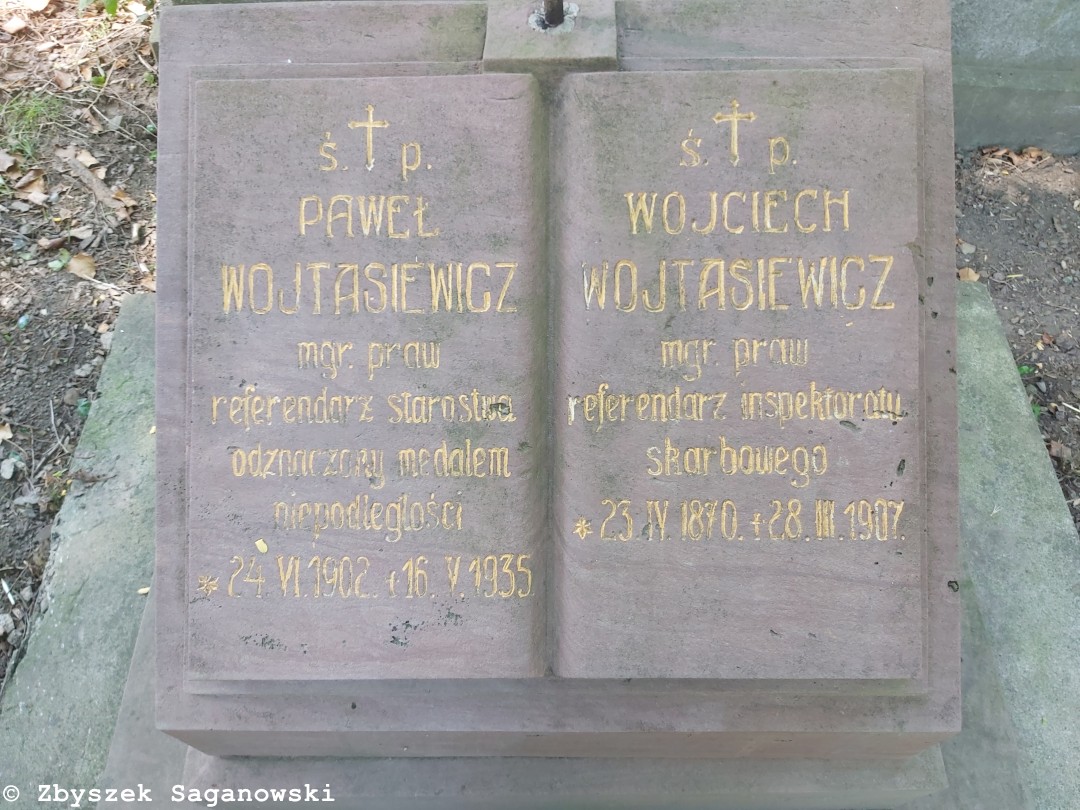 ś. p.
PAWEŁ
WOJTASIEWICZ
mgr. praw
referendarz starostwa
odznaczony medalem
niepodległości
* 24. VI. 1902. † 16. V. 1935.
ś. p.
WOJCIECH
WOJTASIEWICZ
mgr. praw
referendarz inspektoratu
skarbowego
* 23. IV. 1870. † 28. III. 1907.
© Zbyszek Saganowski